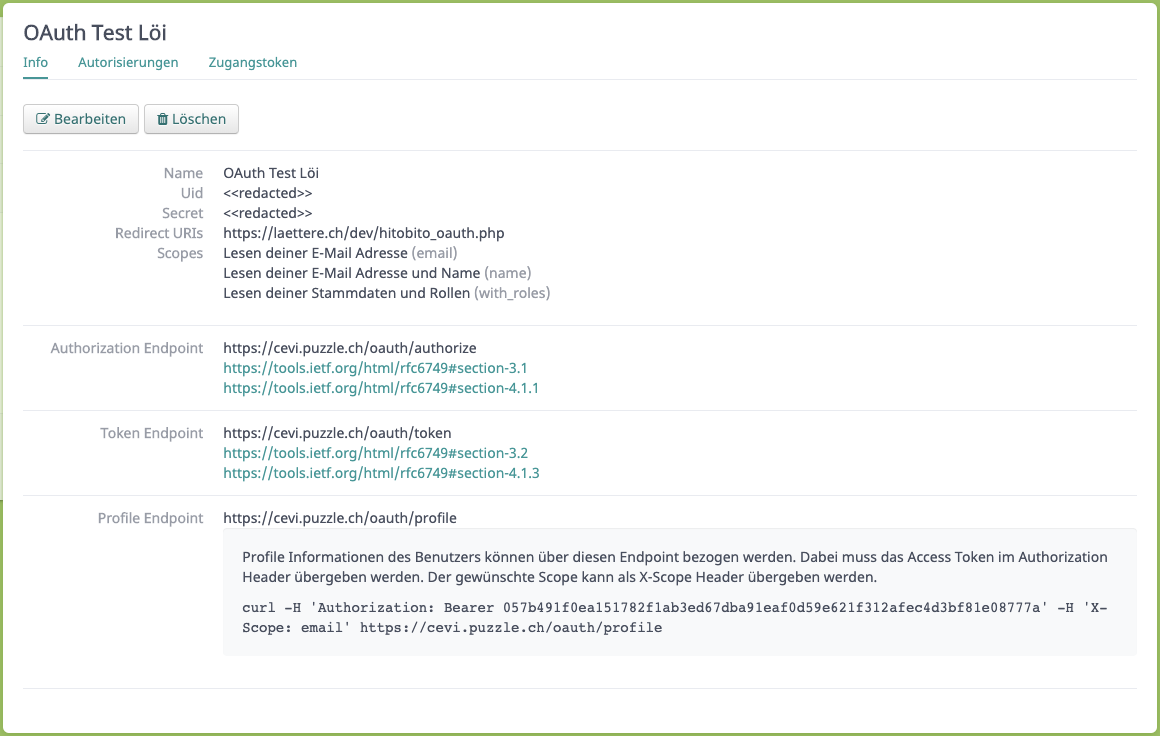 OAuth Test Löi
Info Autorisierungen Zugangstoken
Bearbeiten Löschen
Name OAuth Test Löi
Uid <<redacted>>
Secret <<redacted>>
Redirect URIs https://laettere.ch/dev/hitobito_oauth.php
Scopes Lesen deiner E-Mail Adresse (email)
Lesen deiner E-Mail Adresse und Name (name)
Lesen deiner Stammdaten und Rollen (with_roles)
Authorization Endpoint https://cevi.puzzle.ch/oauth/authorize
https://tools.ietf.org/html/rfc6749#section-3.1
https://tools.ietf.org/html/rfc6749#section-4.1.1
Token Endpoint https://cevi.puzzle.ch/oauth/token
https://tools.ietf.org/html/rfc6749#section-3.2
https://tools.ietf.org/html/rfc6749#section-4.1.3
Profile Endpoint https://cevi.puzzle.ch/oauth/profile
Profile Informationen des Benutzers können über diesen Endpoint bezogen werden. Dabei muss das Access Token im Authorization
Header übergeben werden. Der gewünschte Scope kann als X-Scope Header übergeben werden.
curl -H 'Authorization: Bearer 057b491f0ea151782f1ab3ed67dba91eaf0d59e621f312afec4d3bf81e08777a' -H 'X-
Scope: email' https://cevi.puzzle.ch/oauth/profile